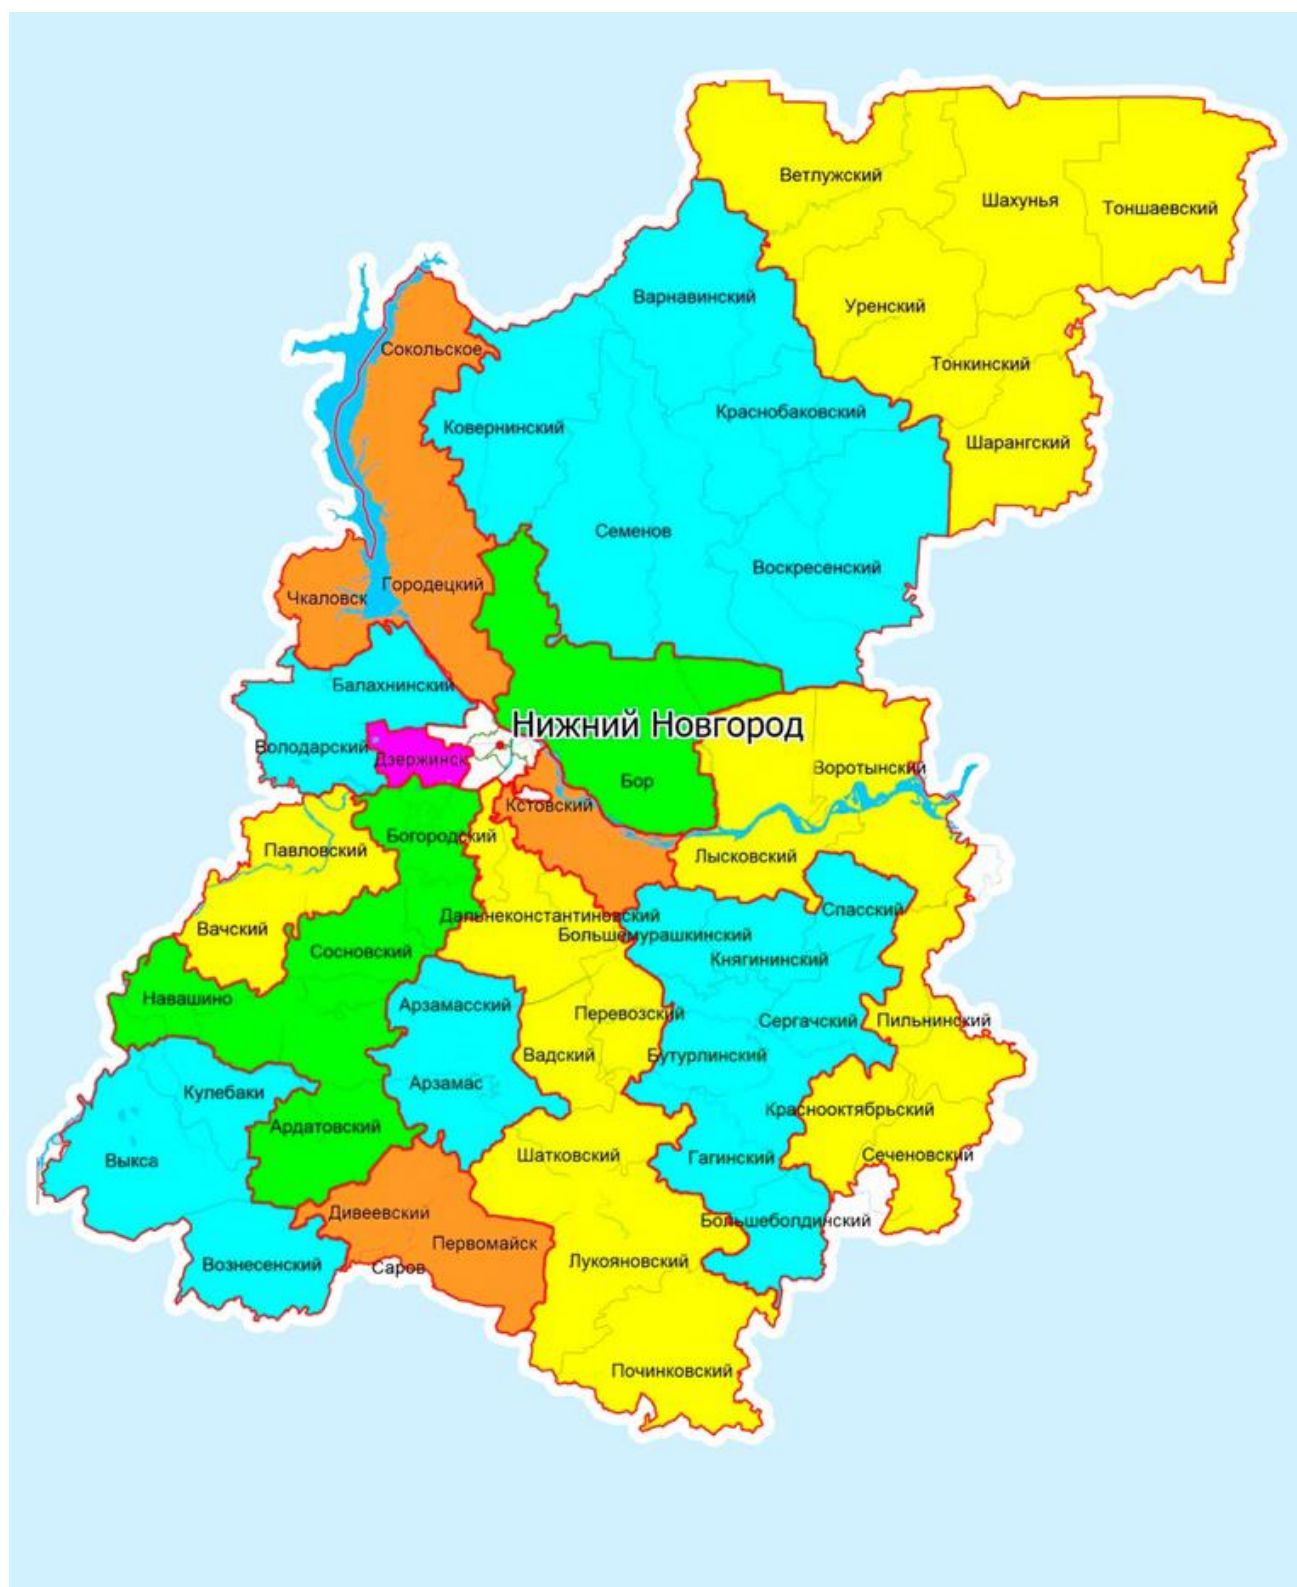 Ветлужский
Шахунья
Тоншаевский
Варнавинский
Уренский
Сокольское
Тонкинский
Краснобаковский
Ковернинский
Шарангский
Семенов
Воскресенский
Городецкий
Чкаловск
Балахнинский
Нижний Новгород
Володарский
Дзержинск
Воротынский
Бор
Кстовский
Богородский
Павловский
Лысковский
Спасский
Дальнеконстантиновский
Вачский
Большемурашкинский
Сосновский
Княгининский
Навашино
Арзамасский
Перевозский
Сергачский
Пильнинский
Вадский
Бутурлинский
Арзамас
Кулебаки
Краснооктябрьский
Ардатовский
Шатковский
Сеченовский
Выкса
Гагинский
Дивеевский
Большеболдинский
Первомайск
Вознесенский
Саров
Лукояновский
Починковский